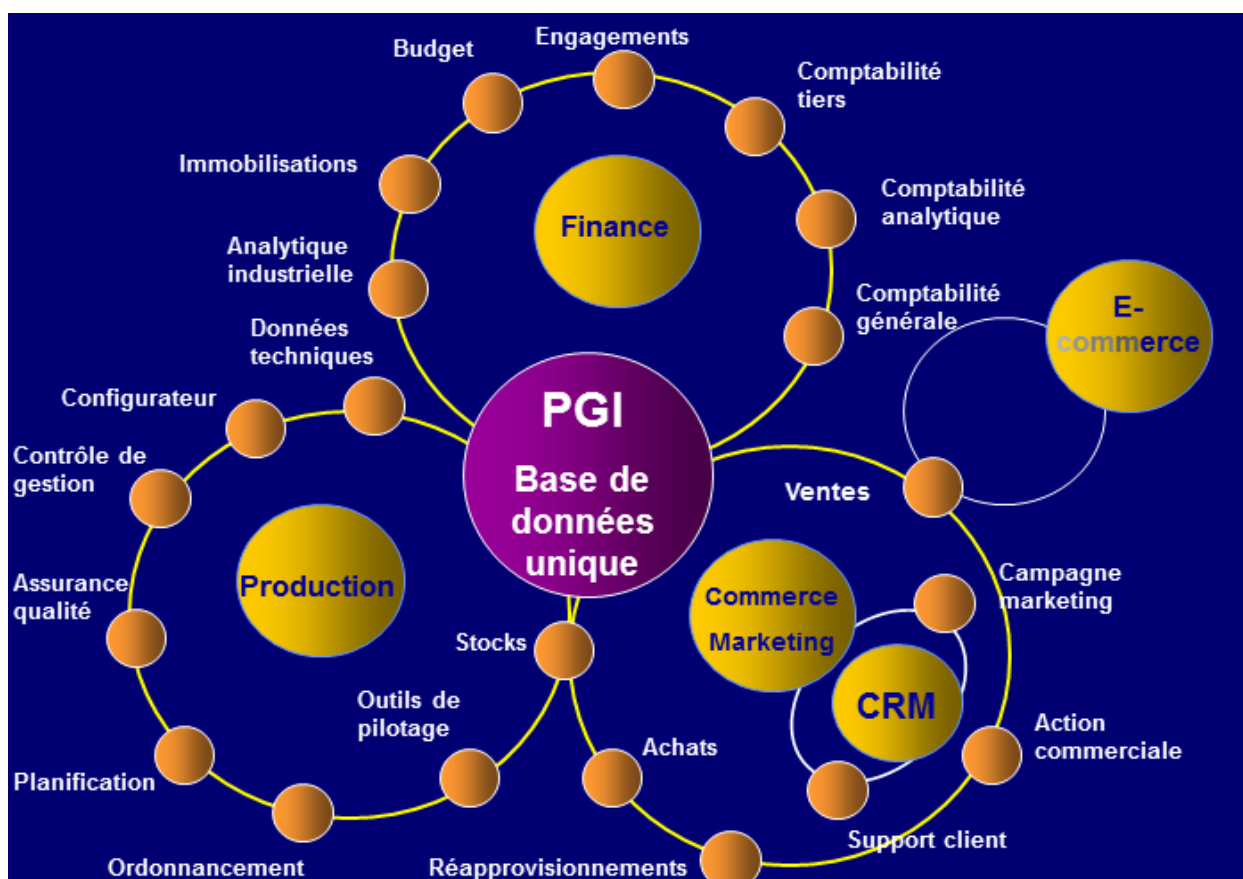 Engagements
Budget
Comptabilité
tiers
Immobilisations
Comptabilité
analytique
Finance
Analytique
industrielle
Comptabilité
générale
E-
commerce
Données
techniques
Configurateur
PGI
Base de
données
unique
Contrôle de
gestion
Ventes
Production
Assurance
qualité
Commerce
Marketing
Campagne
marketing
Stocks
CRM
Outils de
pilotage
Achats
Action
commerciale
Planification
Support client
Ordonnancement
Réapprovisionnements